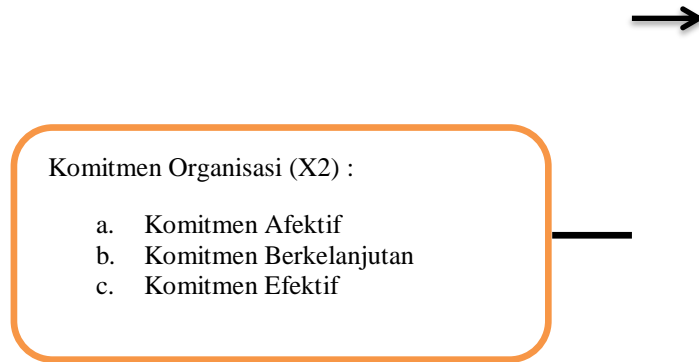 Komitmen Organisasi (X2) :
a. Komitmen Afektif
b. Komitmen Berkelanjutan
c. Komitmen Efektif